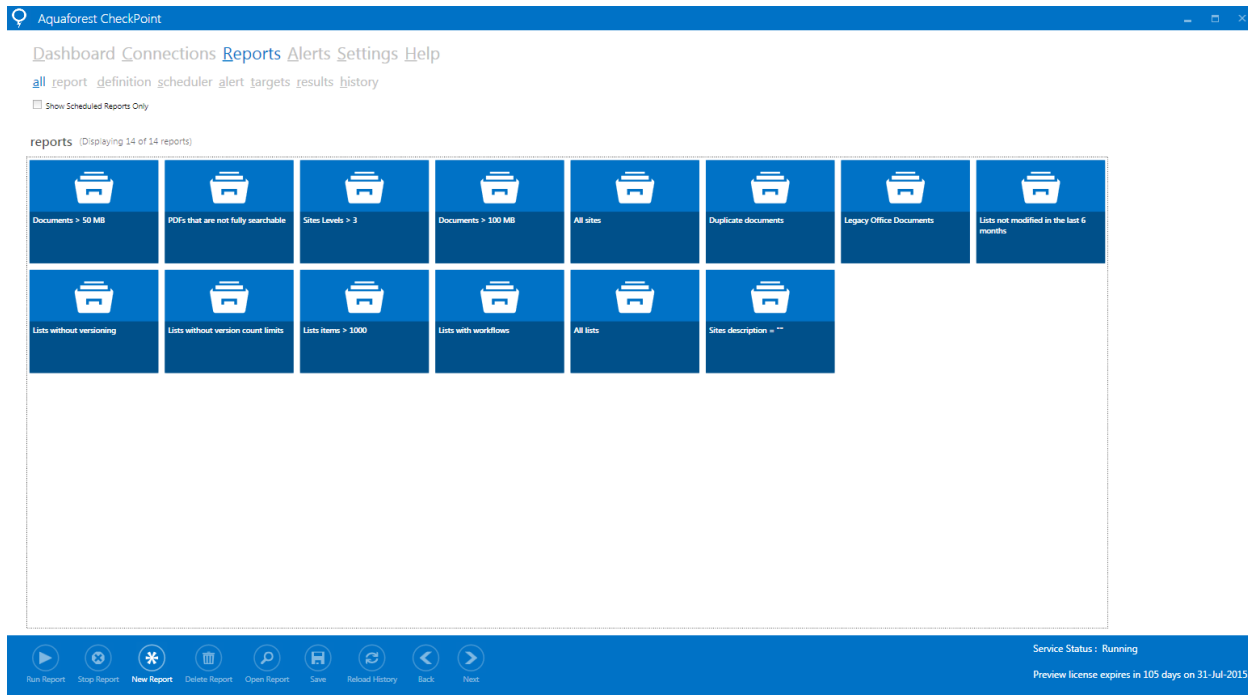 Aquaforest CheckPoint
Dashboard Connections Reports Alerts Settings Help
all report definition scheduler alert targets results history
Show Scheduled Reports Only
reports (Displaying 14 of 14 reports)
Documents > 50 MB
PDFs that are not fully searchable
Sites Levels > 3
Documents > 100 MB
All sites
Duplicate documents
Legacy Office Documents
Lists not modified in the last 6
months
Lists without versioning
Lists without version count limits
Lists items > 1000
Lists with workflows
All lists
Sites description = ""
Run Report Stop Report New Report Delete Report Open Report Save Reload History Back Next
Service Status : Running
Preview license expires in 105 days on 31-Jul-2015